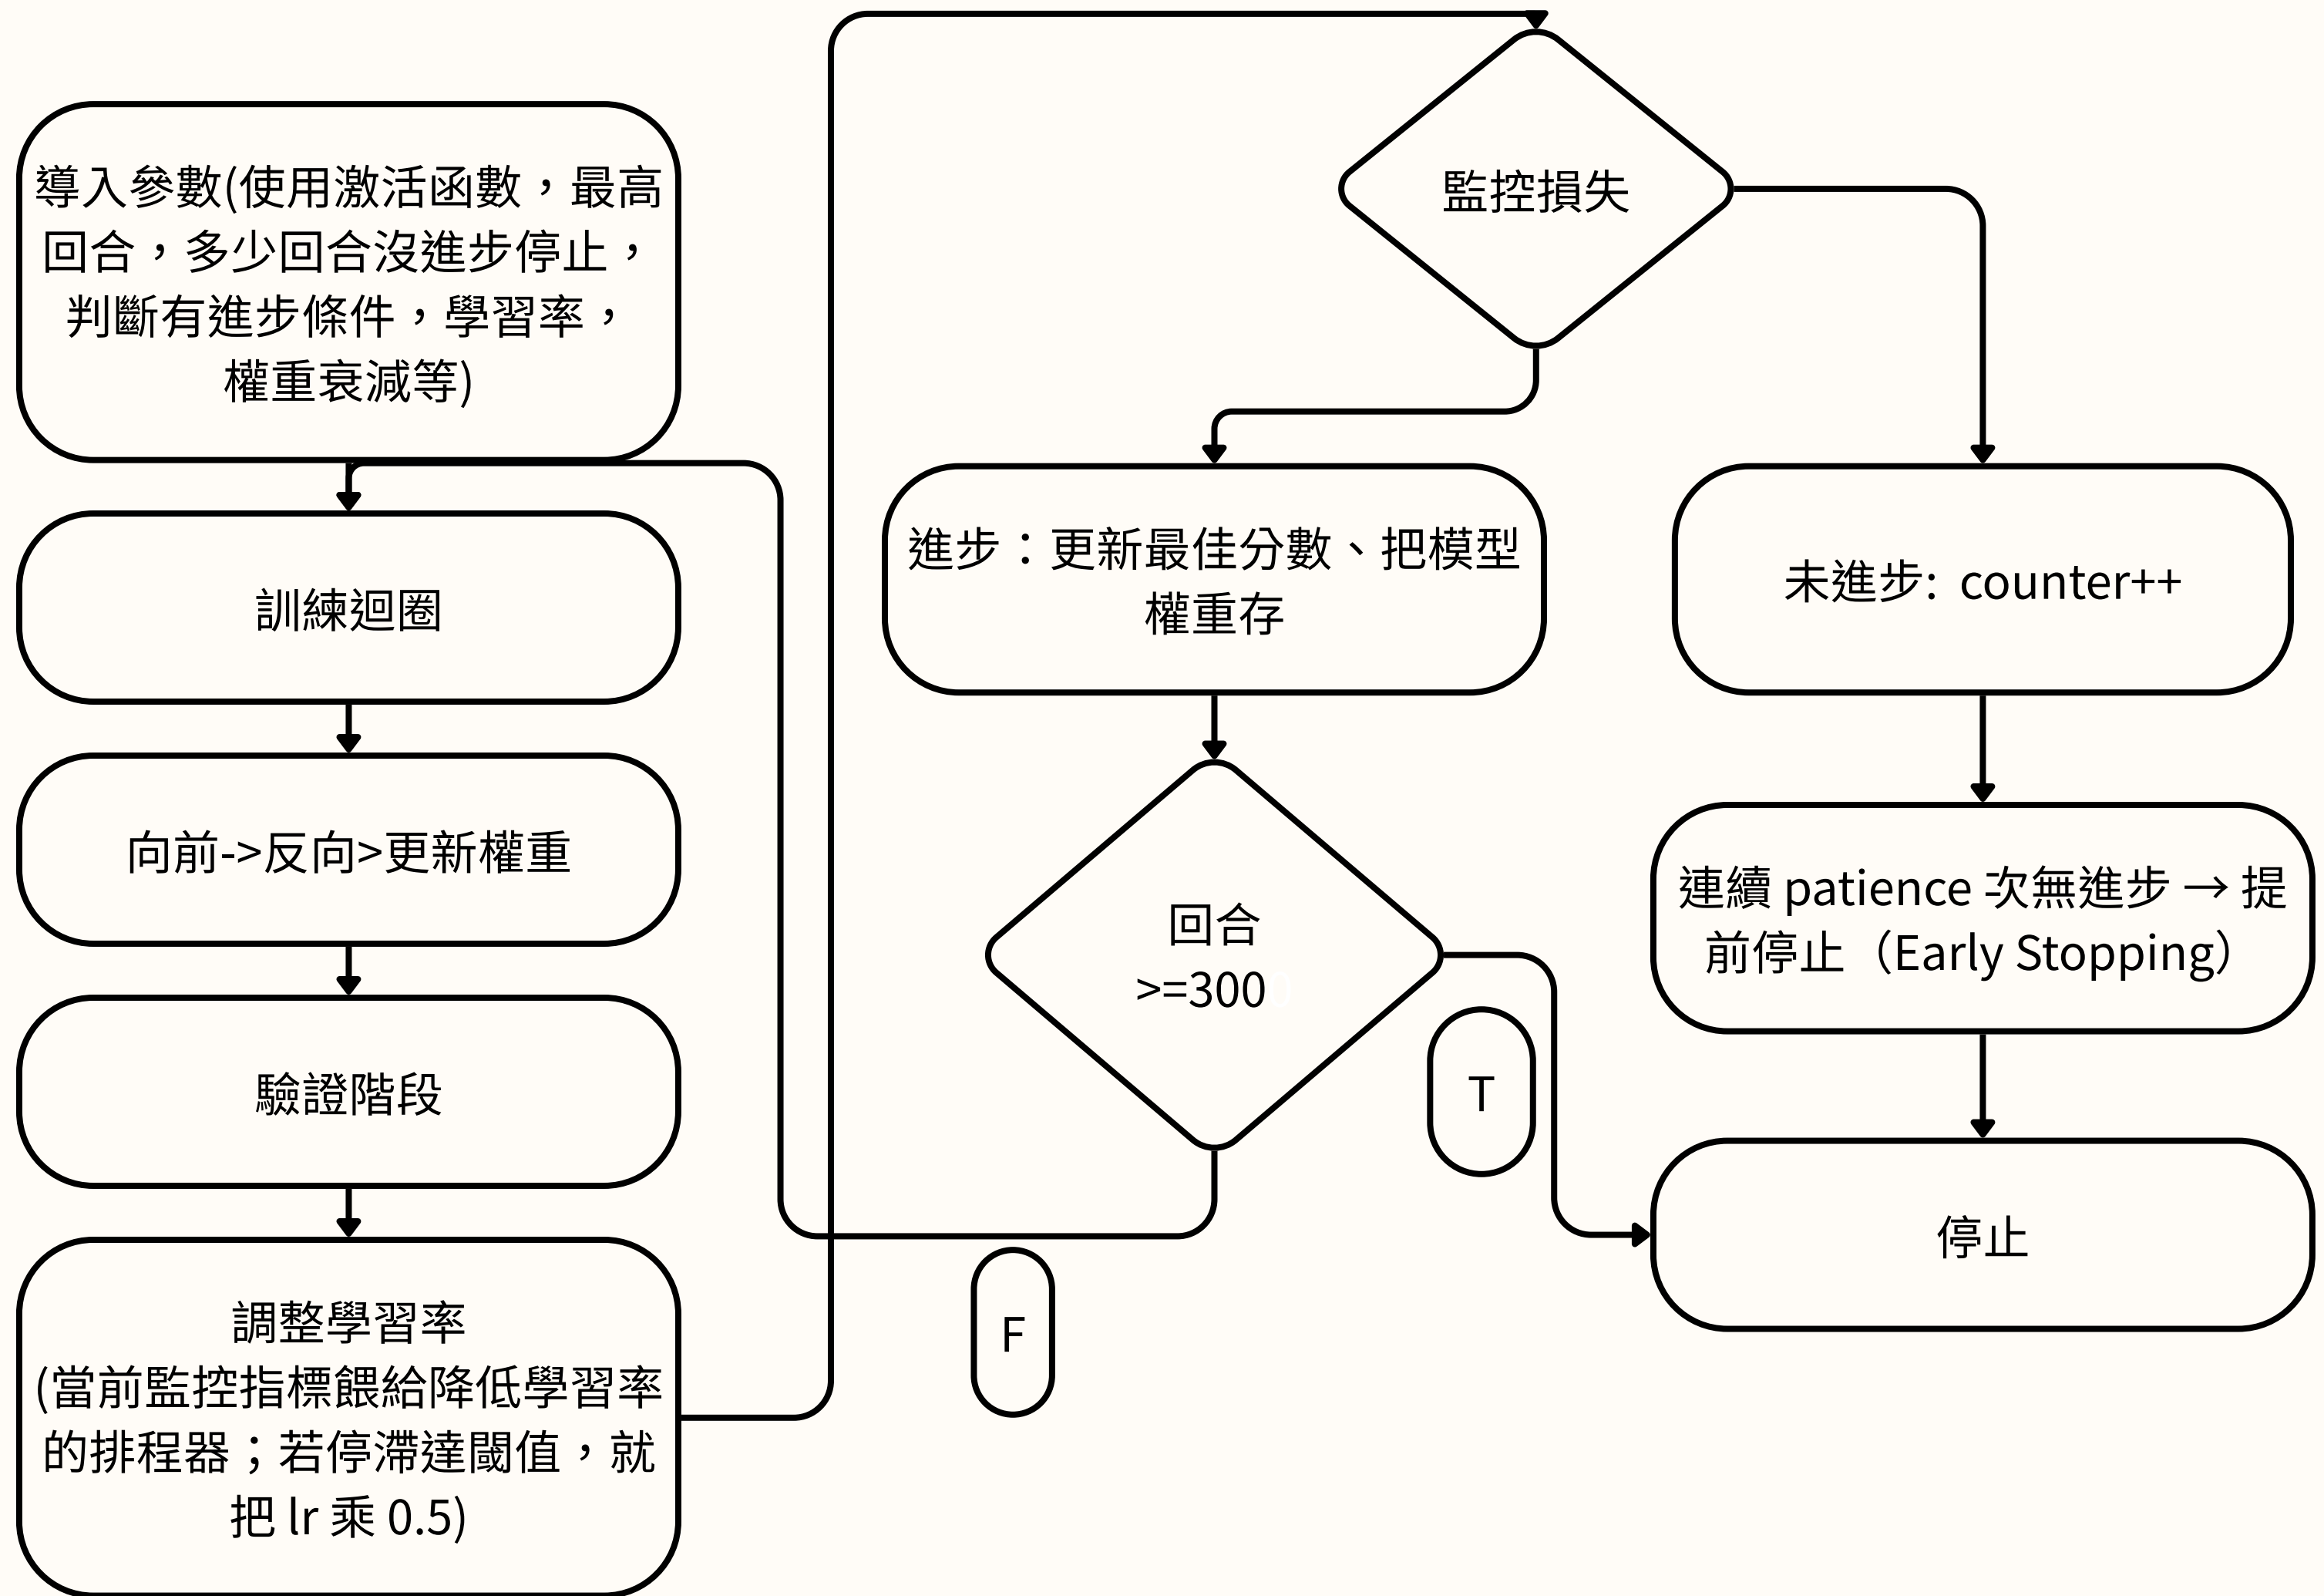 導入參數(使用激活函數，最高
回合，多少回合沒進步停止，
判斷有進步條件，學習率，
權重衰減等)
訓練迴圈
向前->反向>更新權重
驗證階段
調整學習率
(當前監控指標餵給降低學習率
的排程器；若停滯達閾值，就
把 lr 乘 0.5)
監控損失
進步：更新最佳分數、把模型
權重存
回合
>=300
T
F
未進步: counter++
連續 patience 次無進步 → 提
前停止（Early Stopping）
停止